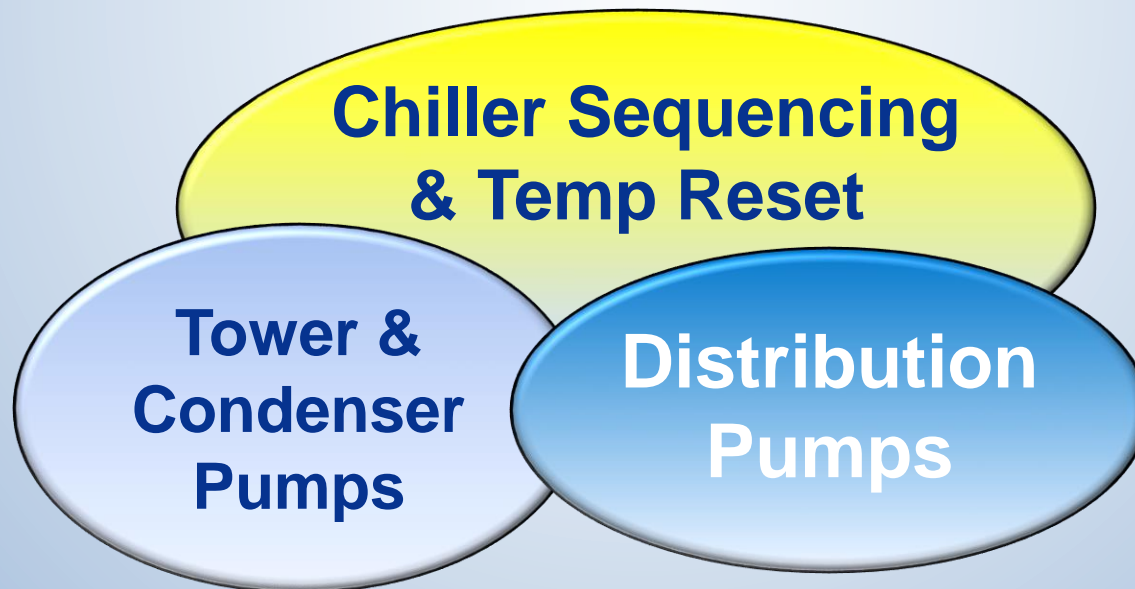 Chiller Sequencing
& Temp Reset
Tower &
Condenser
Pumps
Distribution
Pumps